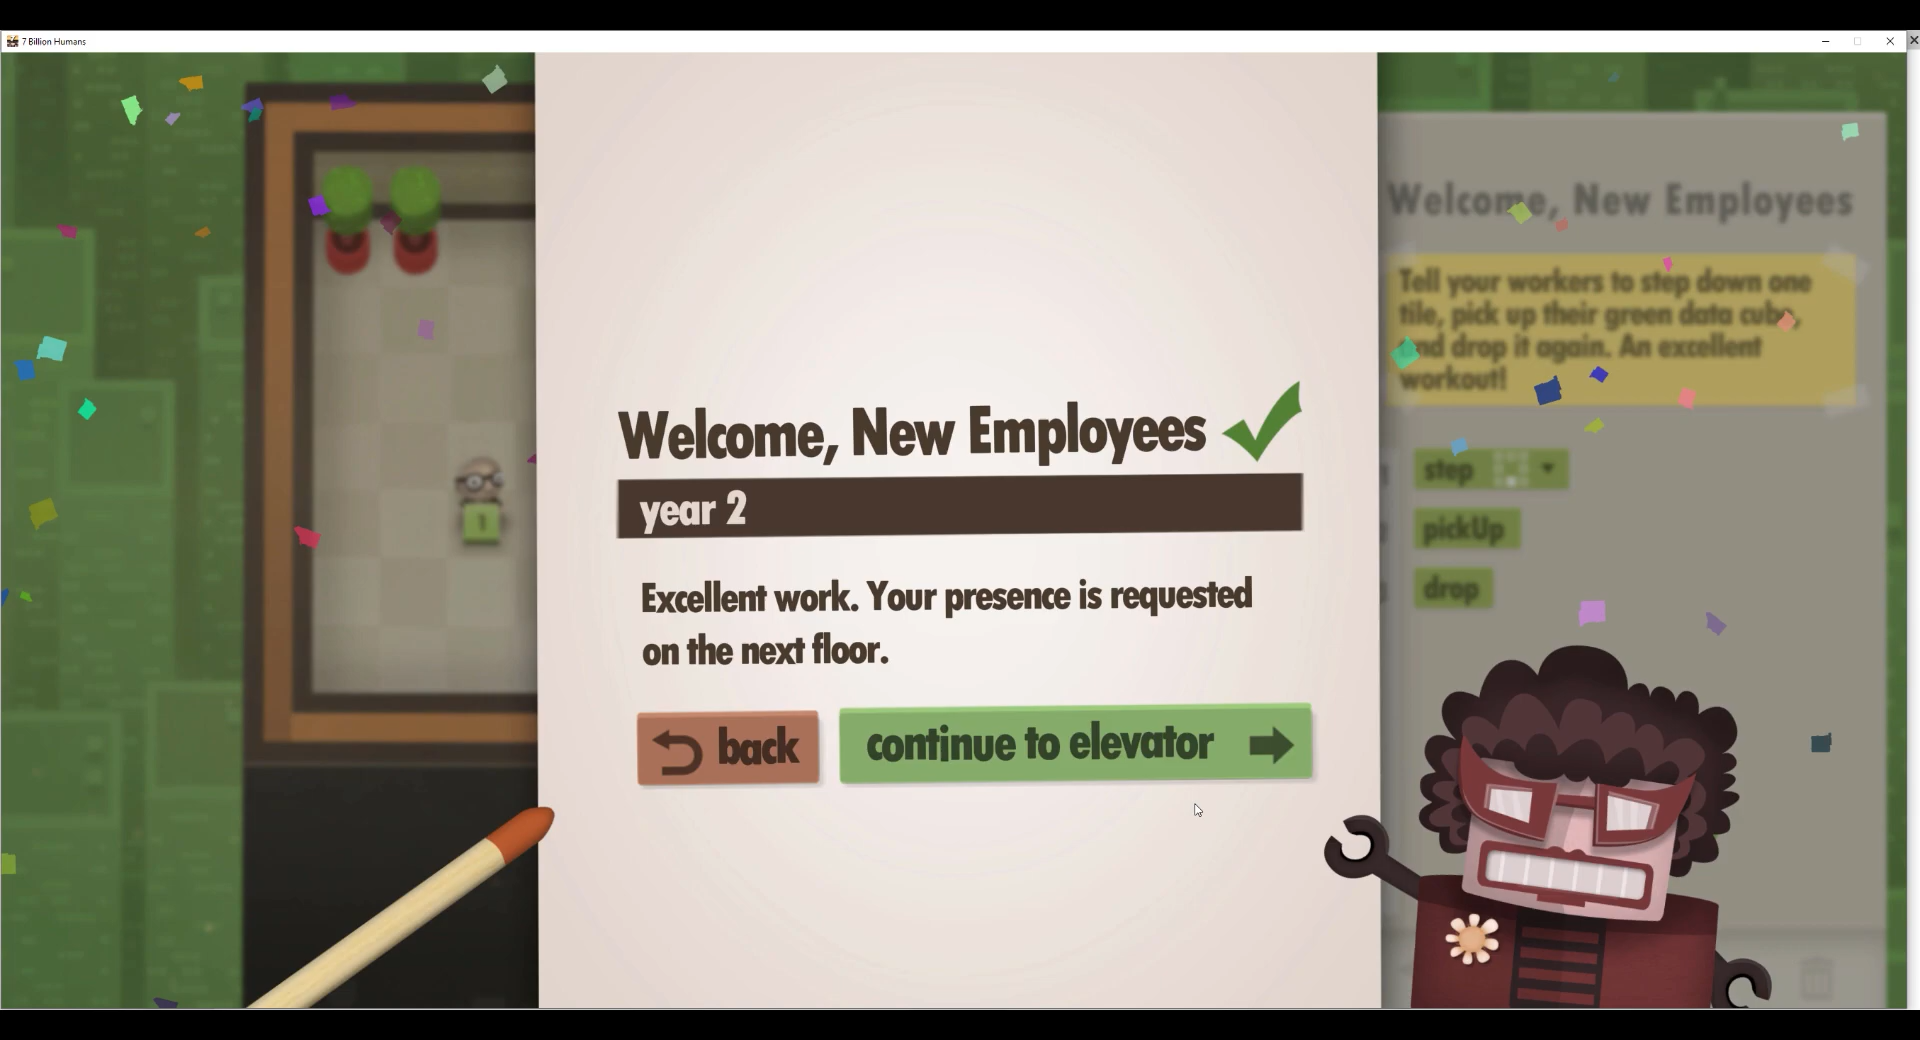 7 Billion Humans
Welcome, New Employees
year 2
Excellent work. Your presence is requested
on the next floor.
back
continue to elevator
1
Welcome, New Employees
Tell your workers to step down one
tile, pick up their green data cube,
and drop it again. An excellent
workout!
step
pickUp
drop